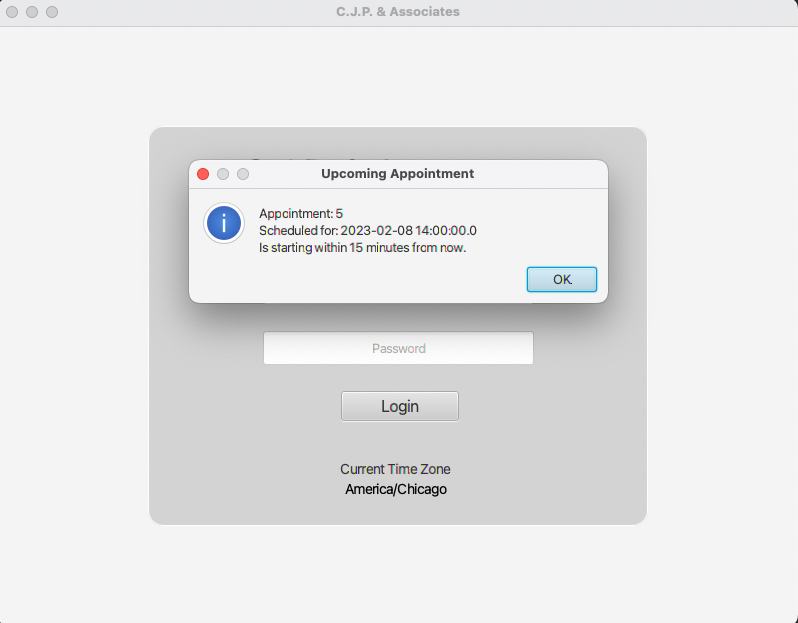 C.J.P. & Associates
Upcoming Appointment
Appointment: 5
Scheduled for: 2023-02-08 14:00:00.0
Is starting within 15 minutes from now.
OK
Password
Login
Current Time Zone
America/Chicago